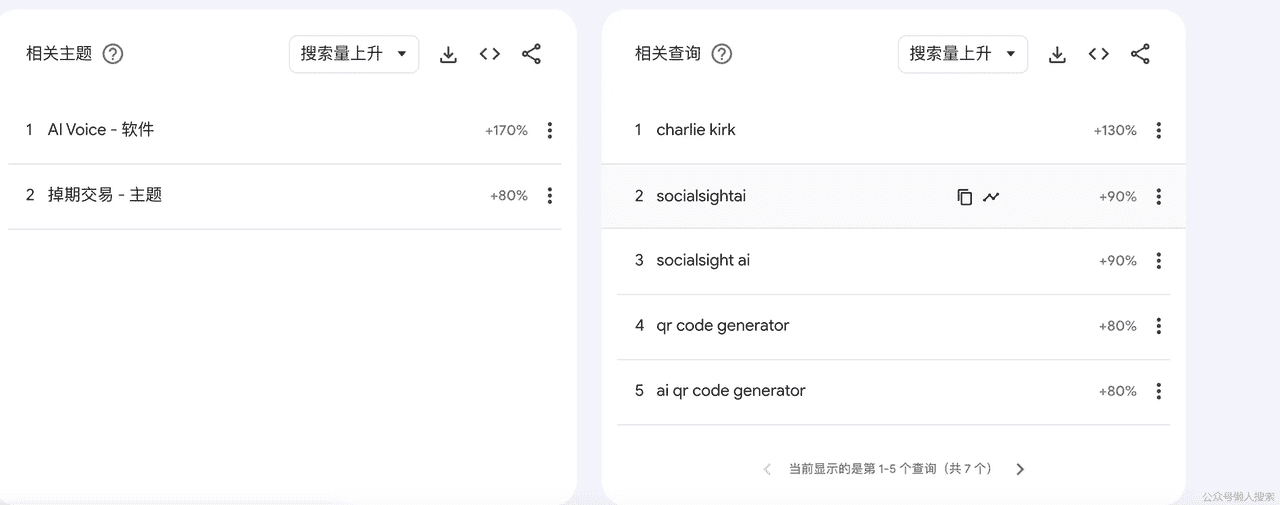 相关主题
搜索量上升
1 AI Voice - 软件 +170%
2 掉期交易 - 主题 +80%
相关查询
搜索量上升
1 charlie kirk +130%
2 socialsightai +90%
3 socialsight ai +90%
4 qr code generator +80%
5 ai qr code generator +80%
当前显示的是第 1-5 个查询（共 7 个）
公众号懒人搜索